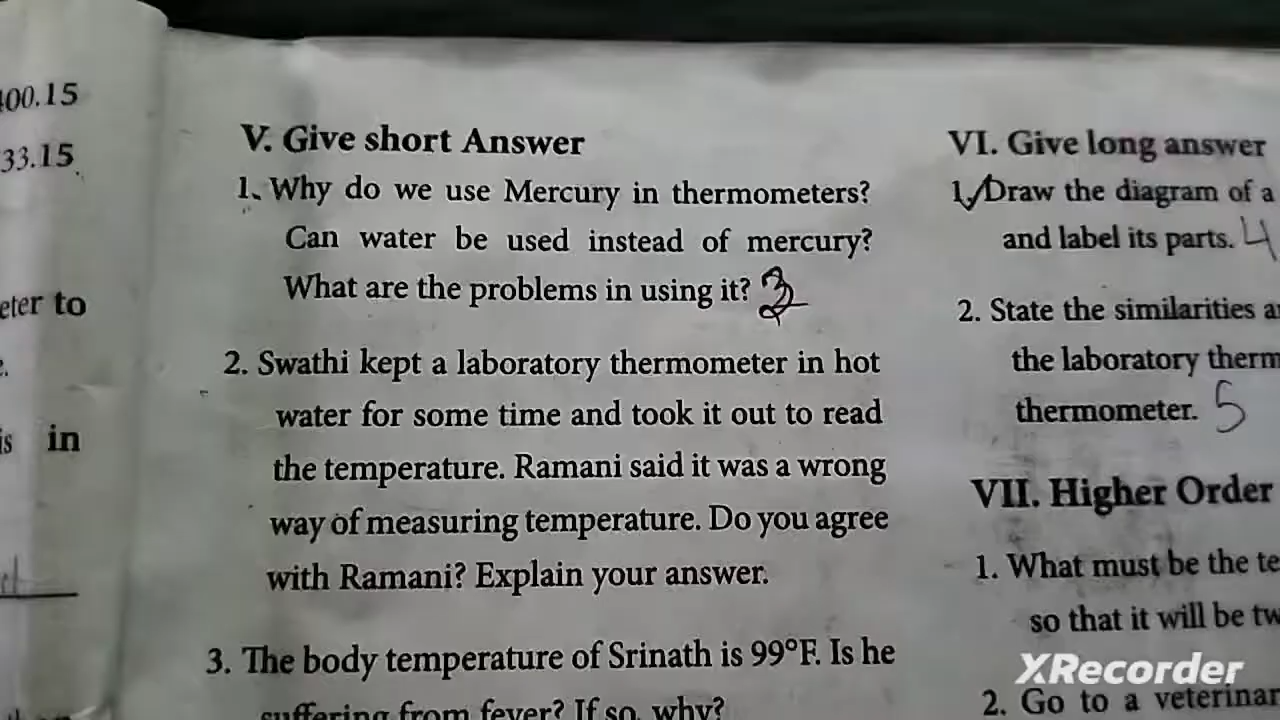 400.15
33.15
eter to
is in
V. Give short Answer
1. Why do we use Mercury in thermometers?
Can water be used instead of mercury?
What are the problems in using it?
2. Swathi kept a laboratory thermometer in hot
water for some time and took it out to read
the temperature. Ramani said it was a wrong
way of measuring temperature. Do you agree
with Ramani? Explain your answer.
3. The body temperature of Srinath is 99°F. Is he
suffering from fever? If so, why?
VI. Give long answer
1. Draw the diagram of a
and label its parts. 4
2. State the similarities
the laboratory therm
thermometer. 5
VII. Higher Order
1. What must be the te
so that it will be tw
2. Go to a veterinar
XRecorder